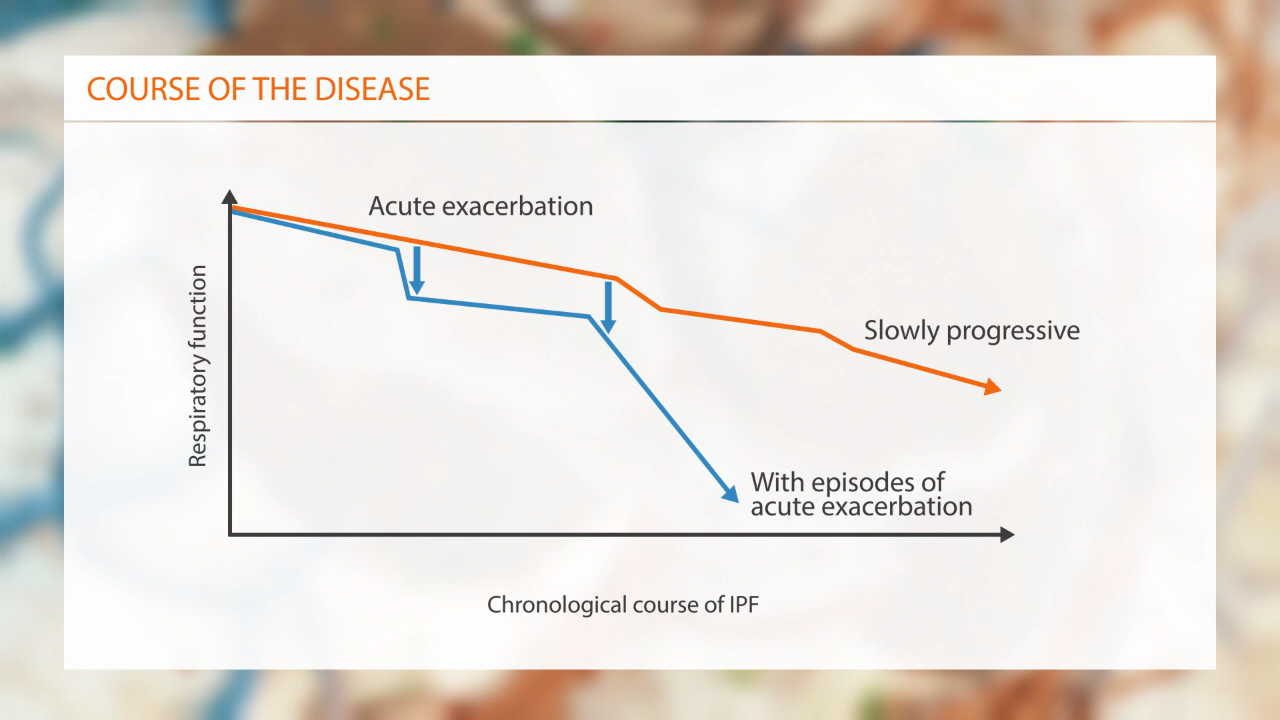 COURSE OF THE DISEASE
Acute exacerbation
Respiratory function
Slowly progressive
With episodes of
acute exacerbation
Chronological course of IPF